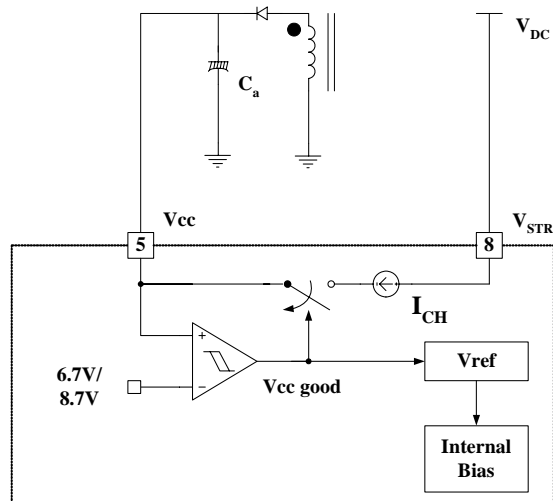 V_DC
C_a
Vcc
V_STR
5
8
I_CH
+
6.7V/
8.7V
−
Vcc good
Vref
Internal
Bias